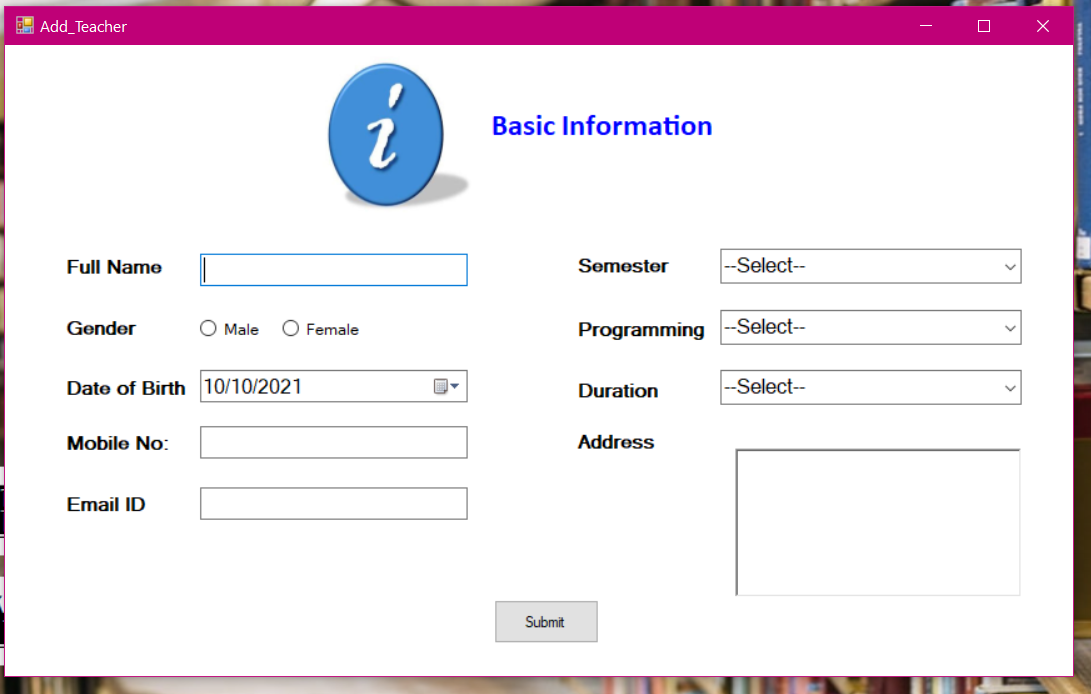 Add_Teacher
i
Basic Information
Full Name
Semester
--Select--
Gender
Male
Female
Programming
--Select--
Date of Birth
10/10/2021
Duration
--Select--
Mobile No:
Address
Email ID
Submit